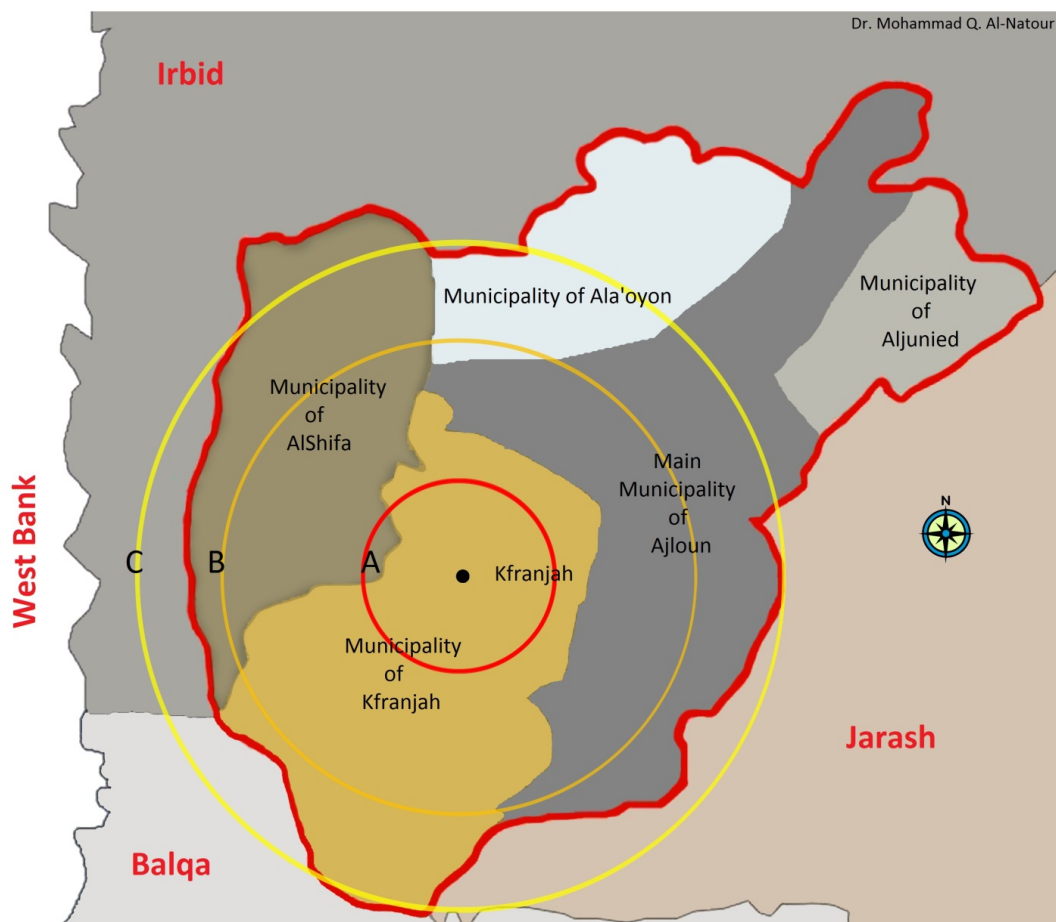 Dr. Mohammad Q. Al-Natour
Irbid
Municipality of Ala'oyon
Municipality
of
Aljunied
Municipality
of
AlShifa
Main
Municipality
of
Ajloun
West Bank
N
C
B
A
Kfranjah
Municipality
of
Kfranjah
Jarash
Balqa